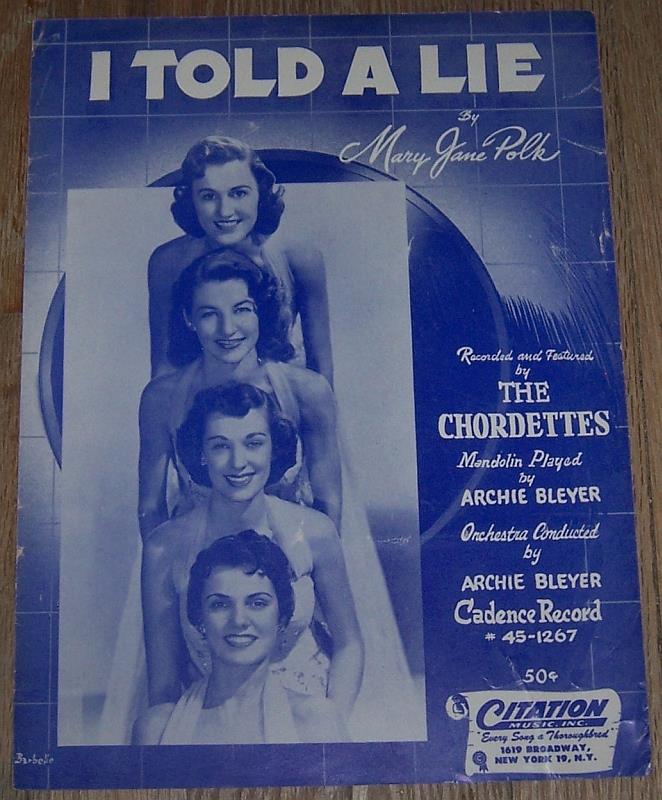 I TOLD A LIE
By
Mary Jane Polk
Recorded and Featured
by
THE
CHORDETTES
Mandolin Played
by
ARCHIE BLEYER
Orchestra Conducted
by
ARCHIE BLEYER
Cadence Record
# 45-1267
50¢
CITATION
MUSIC, INC.
"Every Song a Thoroughbred"
1619 BROADWAY,
NEW YORK 19, N.Y.
Barbelle